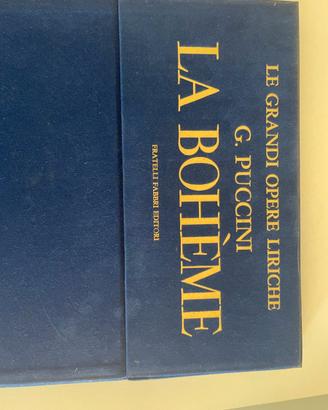 LE GRANDI OPERE LIRICHE
G. PUCCINI
LA BOHÈME
FRATELLI FABBRI EDITORI